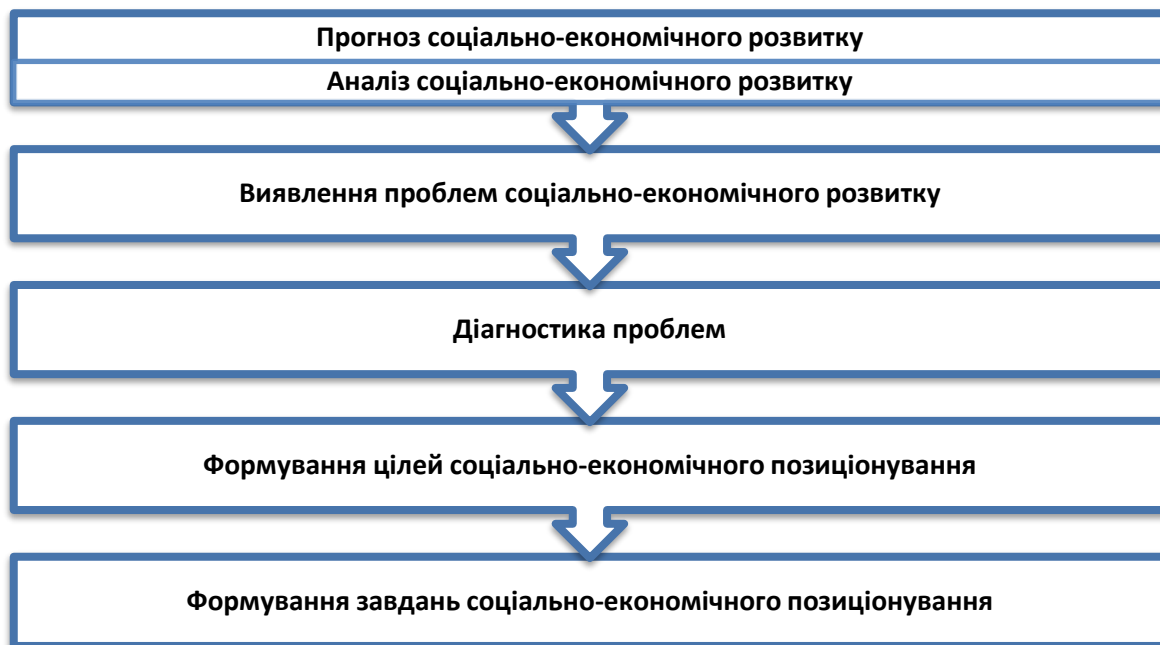 Прогноз соціально-економічного розвитку
Аналіз соціально-економічного розвитку
Виявлення проблем соціально-економічного розвитку
Діагностика проблем
Формування цілей соціально-економічного позиціонування
Формування завдань соціально-економічного позиціонування